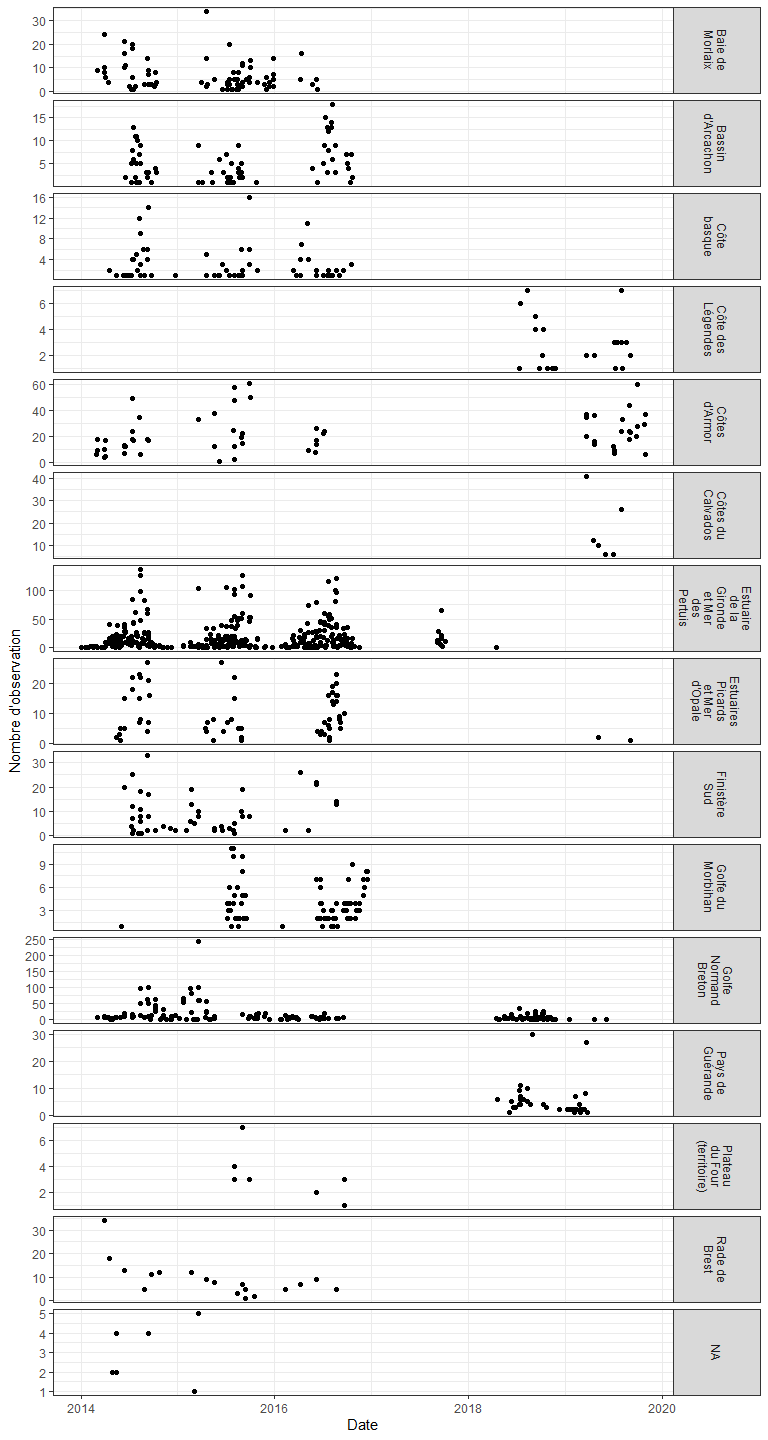 Nombre d'observation
30
20
10
0
Baie de
Morlaix
15
10
5
Bassin
d'Arcachon
16
12
8
4
Côte
basque
6
4
2
Côte des
Légendes
60
40
20
0
Côtes
d'Armor
40
30
20
10
Côtes du
Calvados
100
50
0
Estuaire
de la
Gironde
et Mer
des
Pertuis
20
10
0
Estuaires
Picards
et Mer
d'Opale
30
20
10
0
Finistère
Sud
9
6
3
Golfe du
Morbihan
250
200
150
100
50
0
Golfe
Normand
Breton
30
20
10
0
Pays de
Guérande
6
4
2
Plateau
du Four
(territoire)
30
20
10
0
Rade de
Brest
5
4
3
2
1
NA
2014
2016
2018
2020
Date